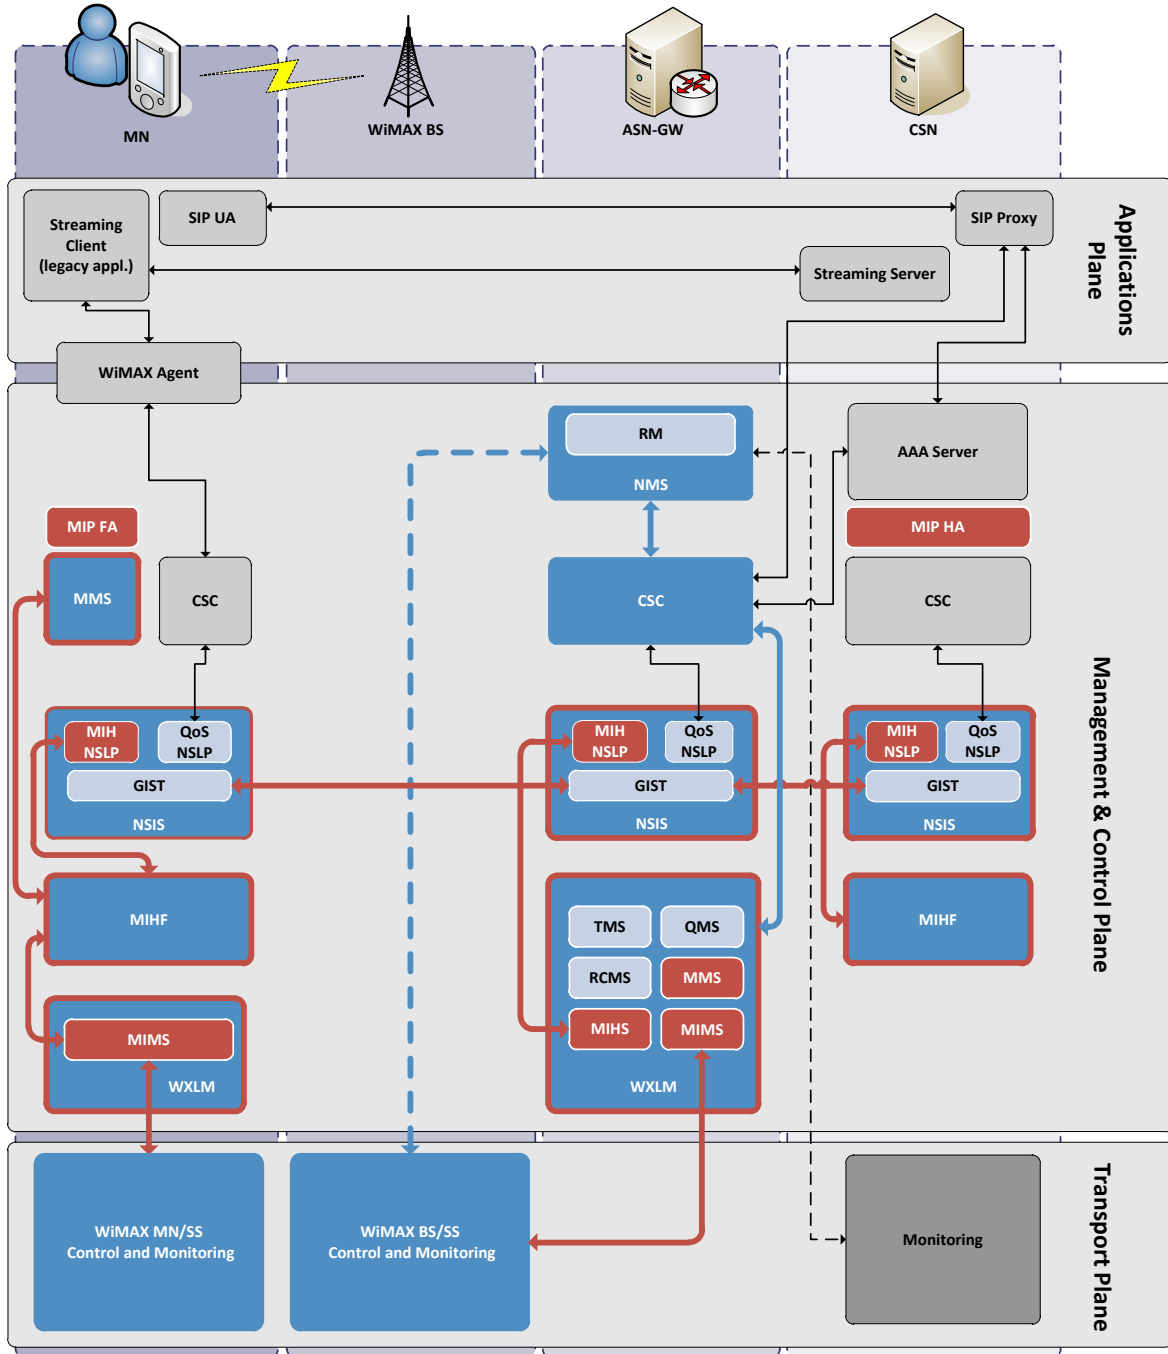 MN
WiMAX BS
ASN-GW
CSN
Applications
Plane
Streaming
Client
(legacy appl.)
SIP UA
SIP Proxy
Streaming Server
WiMAX Agent
Management & Control Plane
RM
NMS
AAA Server
MIP FA
MIP HA
MMS
CSC
CSC
CSC
MIH
NSLP
QoS
NSLP
GIST
NSIS
MIH
NSLP
QoS
NSLP
GIST
NSIS
MIH
NSLP
QoS
NSLP
GIST
NSIS
MIHF
TMS
QMS
RCMS
MMS
MIHS
MIMS
WXLM
MIHF
MIMS
WXLM
Transport Plane
WiMAX MN/SS
Control and Monitoring
WiMAX BS/SS
Control and Monitoring
Monitoring